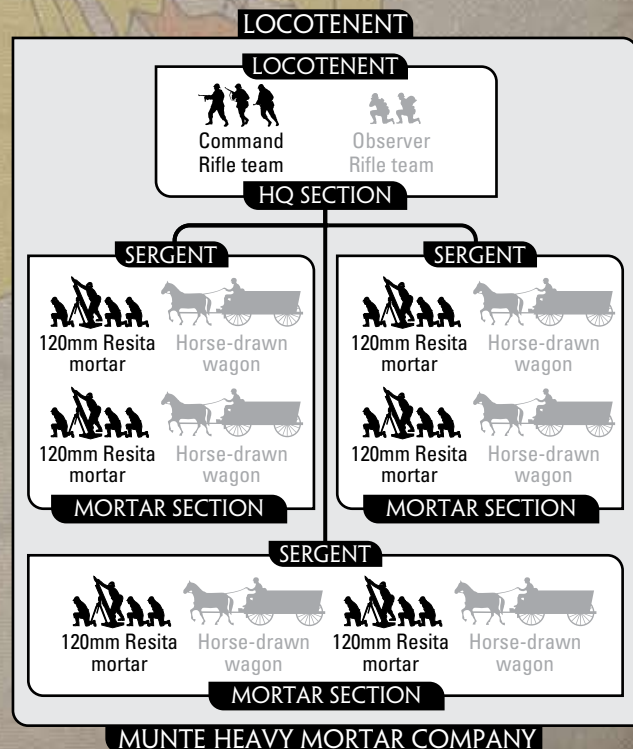 LOCOTENENT
LOCOTENENT
Command
Rifle team
Observer
Rifle team
HQ SECTION
SERGENT
120mm Resita
mortar
Horse-drawn
wagon
120mm Resita
mortar
Horse-drawn
wagon
MORTAR SECTION
SERGENT
120mm Resita
mortar
Horse-drawn
wagon
120mm Resita
mortar
Horse-drawn
wagon
MORTAR SECTION
SERGENT
120mm Resita
mortar
Horse-drawn
wagon
120mm Resita
mortar
Horse-drawn
wagon
MORTAR SECTION
MUNTE HEAVY MORTAR COMPANY